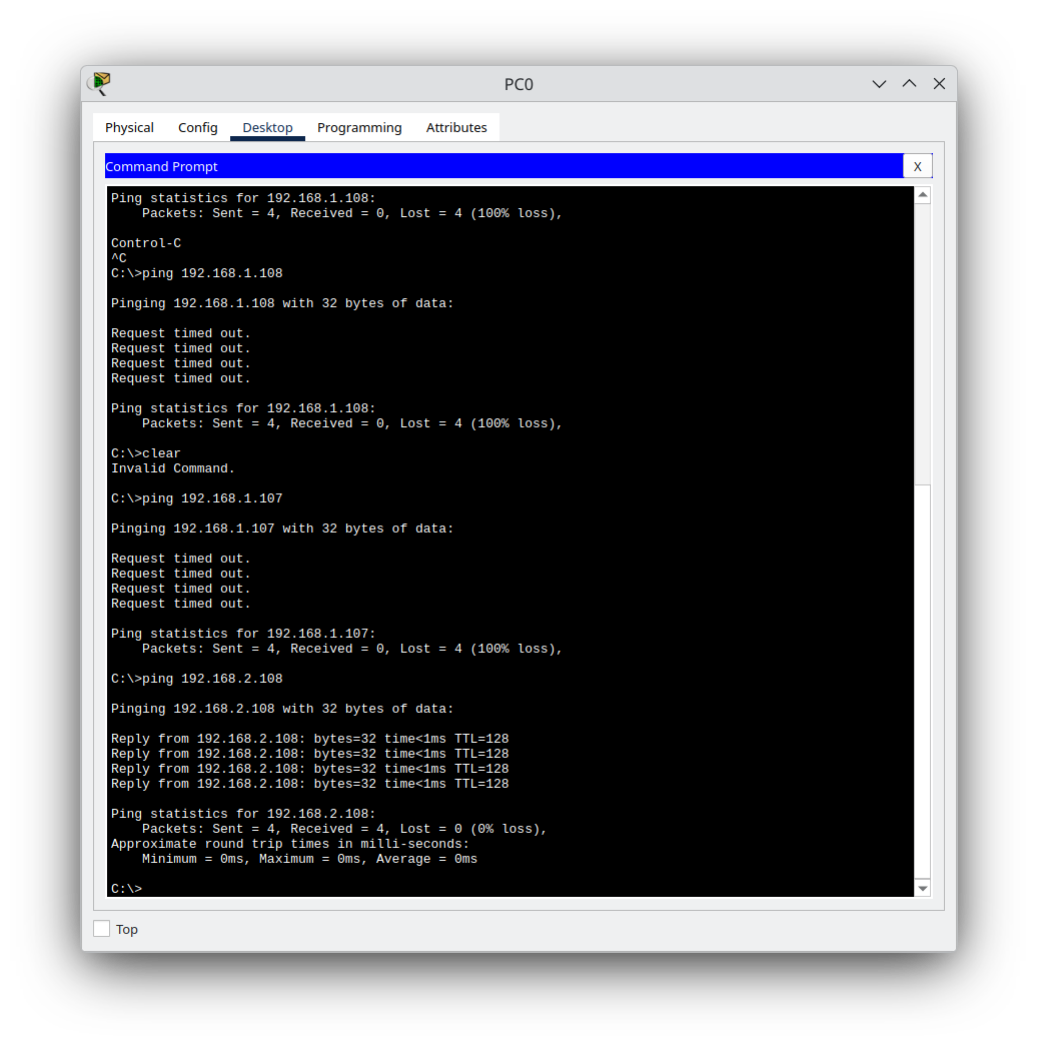 PC0
Physical Config Desktop Programming Attributes
Command Prompt X
Ping statistics for 192.168.1.108:
    Packets: Sent = 4, Received = 0, Lost = 4 (100% loss),
Control-C
^C
C:\>ping 192.168.1.108
Pinging 192.168.1.108 with 32 bytes of data:
Request timed out.
Request timed out.
Request timed out.
Request timed out.
Ping statistics for 192.168.1.108:
    Packets: Sent = 4, Received = 0, Lost = 4 (100% loss),
C:\>clear
Invalid Command.
C:\>ping 192.168.1.107
Pinging 192.168.1.107 with 32 bytes of data:
Request timed out.
Request timed out.
Request timed out.
Request timed out.
Ping statistics for 192.168.1.107:
    Packets: Sent = 4, Received = 0, Lost = 4 (100% loss),
C:\>ping 192.168.2.108
Pinging 192.168.2.108 with 32 bytes of data:
Reply from 192.168.2.108: bytes=32 time<1ms TTL=128
Reply from 192.168.2.108: bytes=32 time<1ms TTL=128
Reply from 192.168.2.108: bytes=32 time<1ms TTL=128
Reply from 192.168.2.108: bytes=32 time<1ms TTL=128
Ping statistics for 192.168.2.108:
    Packets: Sent = 4, Received = 4, Lost = 0 (0% loss),
Approximate round trip times in milli-seconds:
    Minimum = 0ms, Maximum = 0ms, Average = 0ms
C:\>
Top